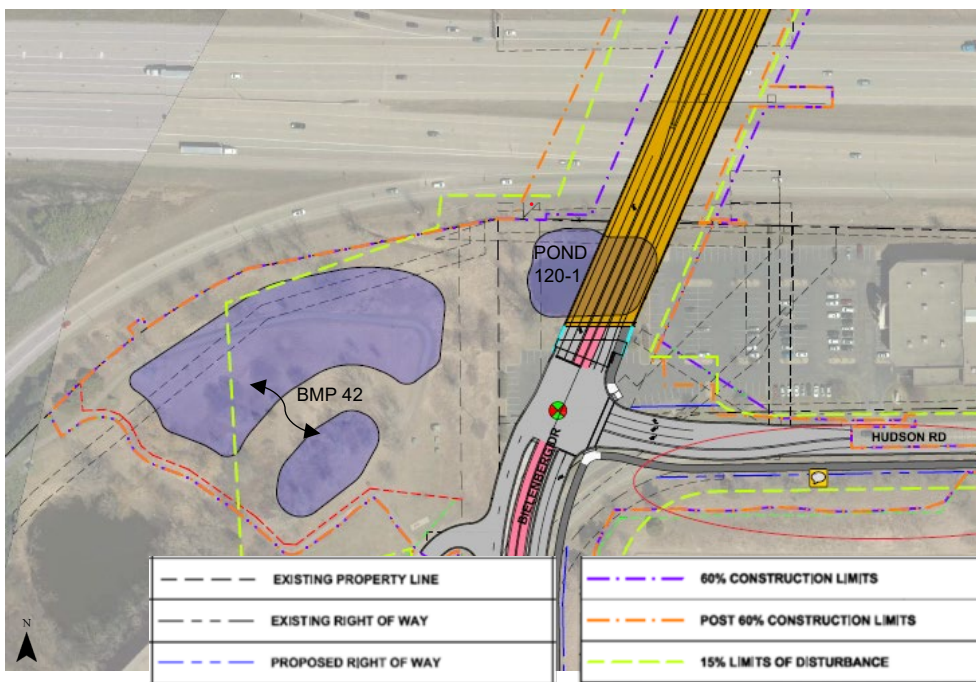 POND
120-1
BMP 42
HUDSON RD
BIELENBERG DR
EXISTING PROPERTY LINE
60% CONSTRUCTION LIMITS
EXISTING RIGHT OF WAY
POST 60% CONSTRUCTION LIMITS
PROPOSED RIGHT OF WAY
15% LIMITS OF DISTURBANCE
N